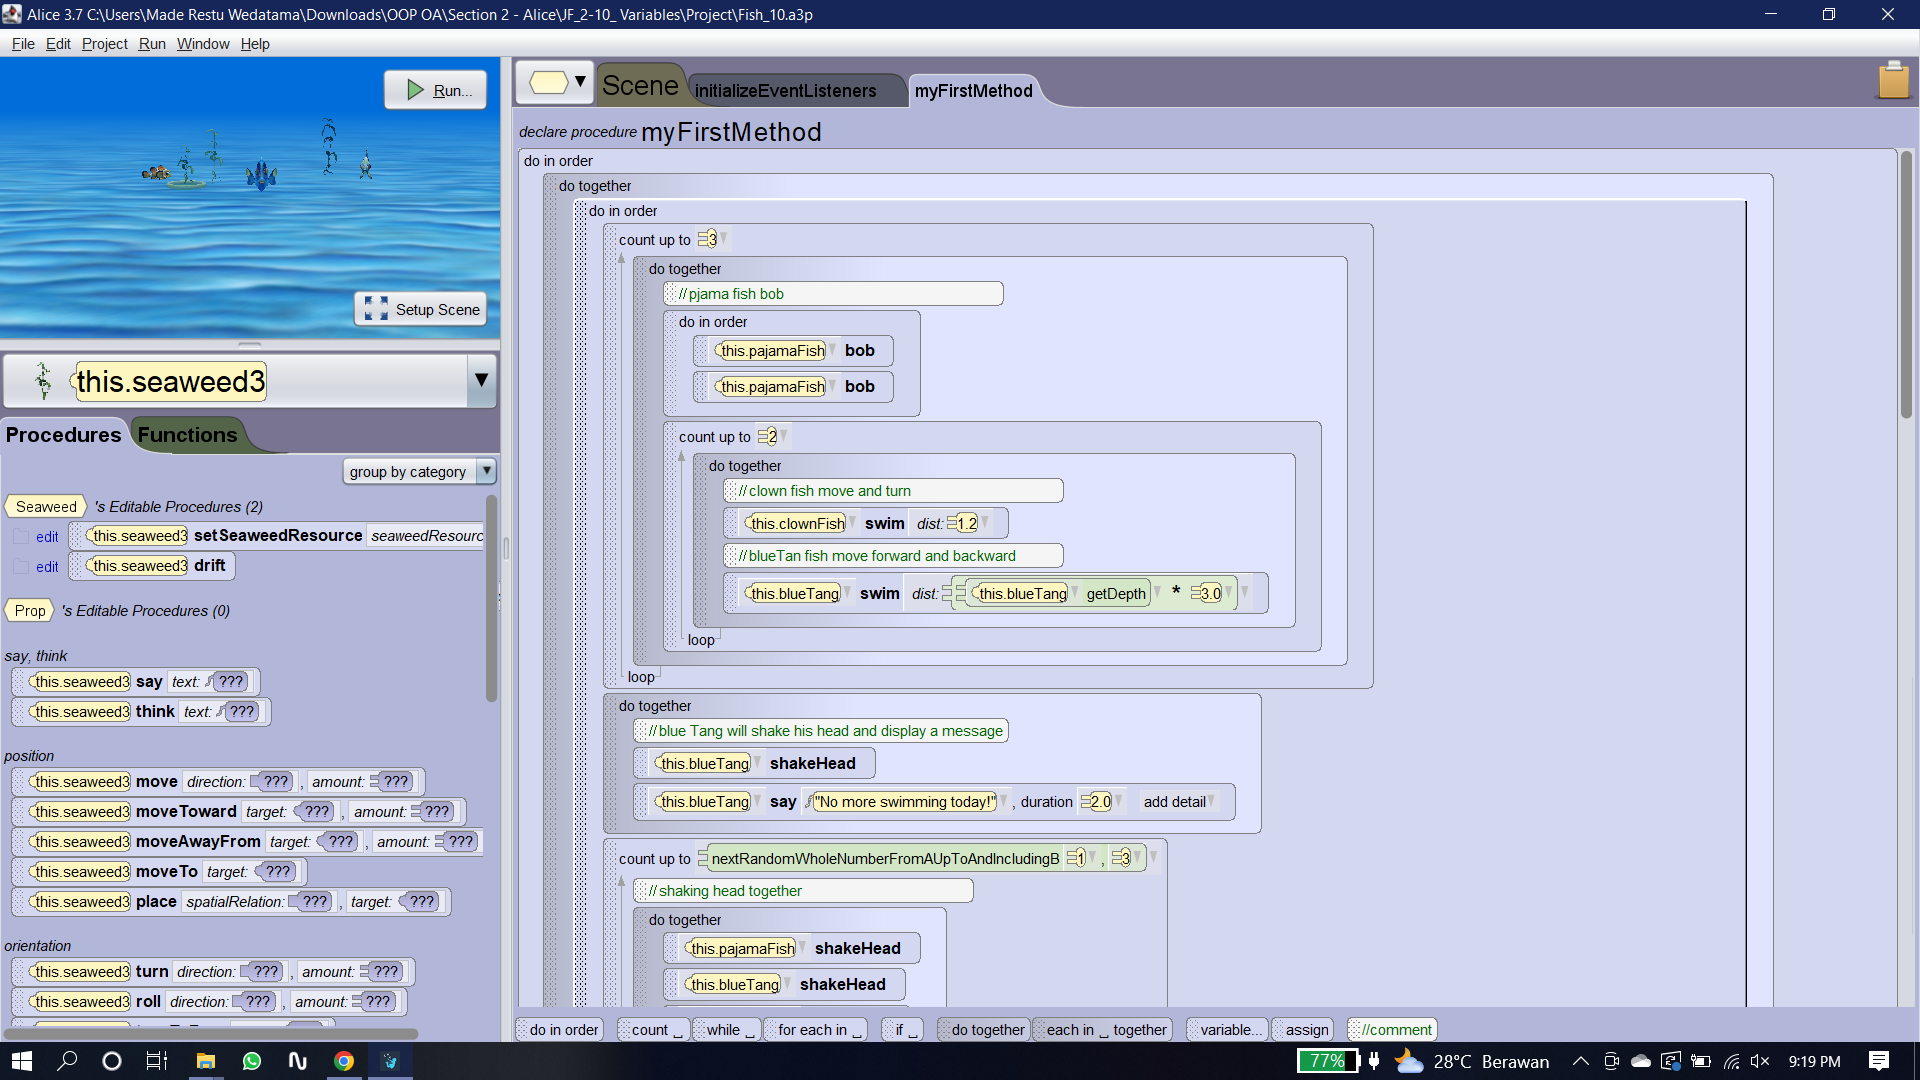 Alice 3.7 C:\Users\Made Restu Wedatama\Downloads\OOP OA\Section 2 - Alice\JF_2-10_ Variables\Project\Fish_10.a3p
File Edit Project Run Window Help
Run...
Setup Scene
this.seaweed3
Procedures Functions
group by category
Seaweed 's Editable Procedures (2)
edit this.seaweed3 setSeaweedResource seaweedResourc
edit this.seaweed3 drift
Prop 's Editable Procedures (0)
say, think
this.seaweed3 say text: ???
this.seaweed3 think text: ???
position
this.seaweed3 move direction: ??? , amount: ???
this.seaweed3 moveToward target: ??? , amount: ???
this.seaweed3 moveAwayFrom target: ??? , amount: ???
this.seaweed3 moveTo target: ???
this.seaweed3 place spatialRelation: ??? , target: ???
orientation
this.seaweed3 turn direction: ??? , amount: ???
this.seaweed3 roll direction: ??? , amount: ???
Scene initializeEventListeners myFirstMethod
declare procedure myFirstMethod
do in order
do together
do in order
count up to 3
do together
//pjama fish bob
do in order
this.pajamaFish bob
this.pajamaFish bob
count up to 2
do together
//clown fish move and turn
this.clownFish swim dist: 1.2
//blueTan fish move forward and backward
this.blueTang swim dist: this.blueTang getDepth * 3.0
loop
loop
do together
//blue Tang will shake his head and display a message
this.blueTang shakeHead
this.blueTang say "No more swimming today!" , duration 2.0 add detail
count up to nextRandomWholeNumberFromAUpToAndIncludingB 1 , 3
//shaking head together
do together
this.pajamaFish shakeHead
this.blueTang shakeHead
do in order count _ while _ for each in _ if _ do together each in _ together variable... assign //comment
77% 28°C Berawan 9:19 PM